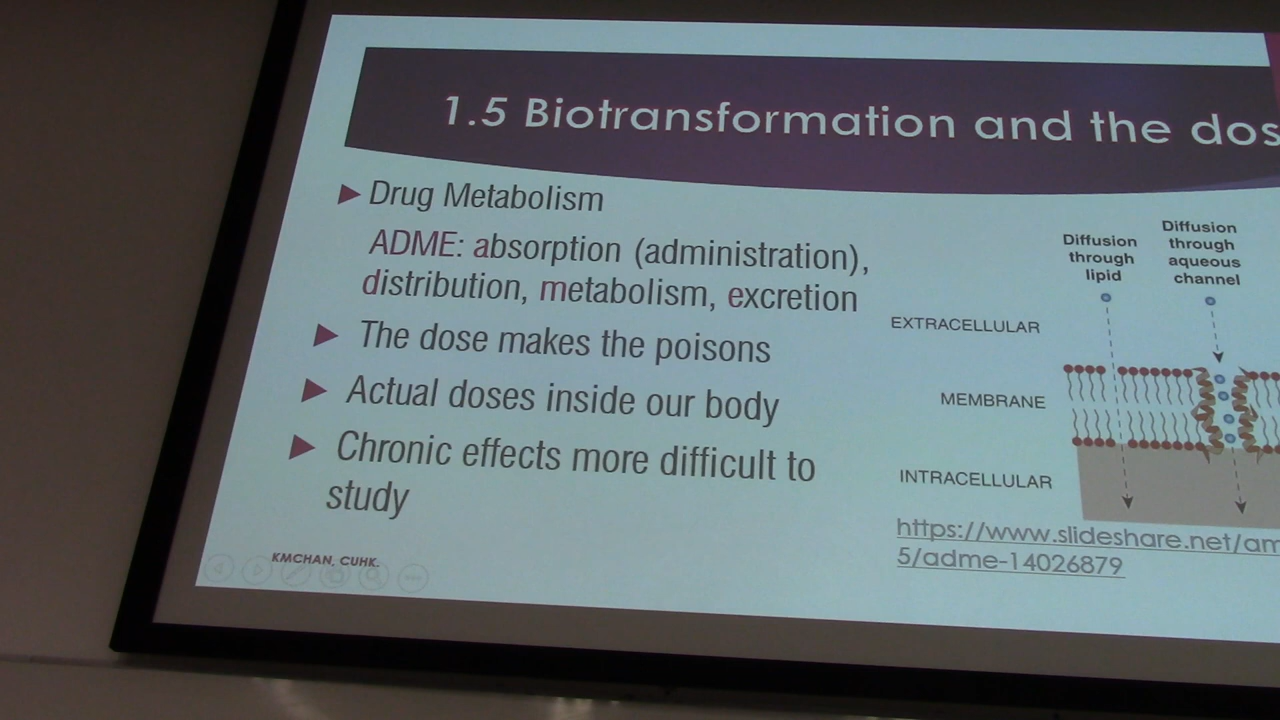 1.5 Biotransformation and the dos
Drug Metabolism
ADME: absorption (administration),
distribution, metabolism, excretion
The dose makes the poisons
Actual doses inside our body
Chronic effects more difficult to
study
KMCHAN, CUHK.
Diffusion
through
lipid
Diffusion
through
aqueous
channel
EXTRACELLULAR
MEMBRANE
INTRACELLULAR
https://www.slideshare.net/am
5/adme-14026879